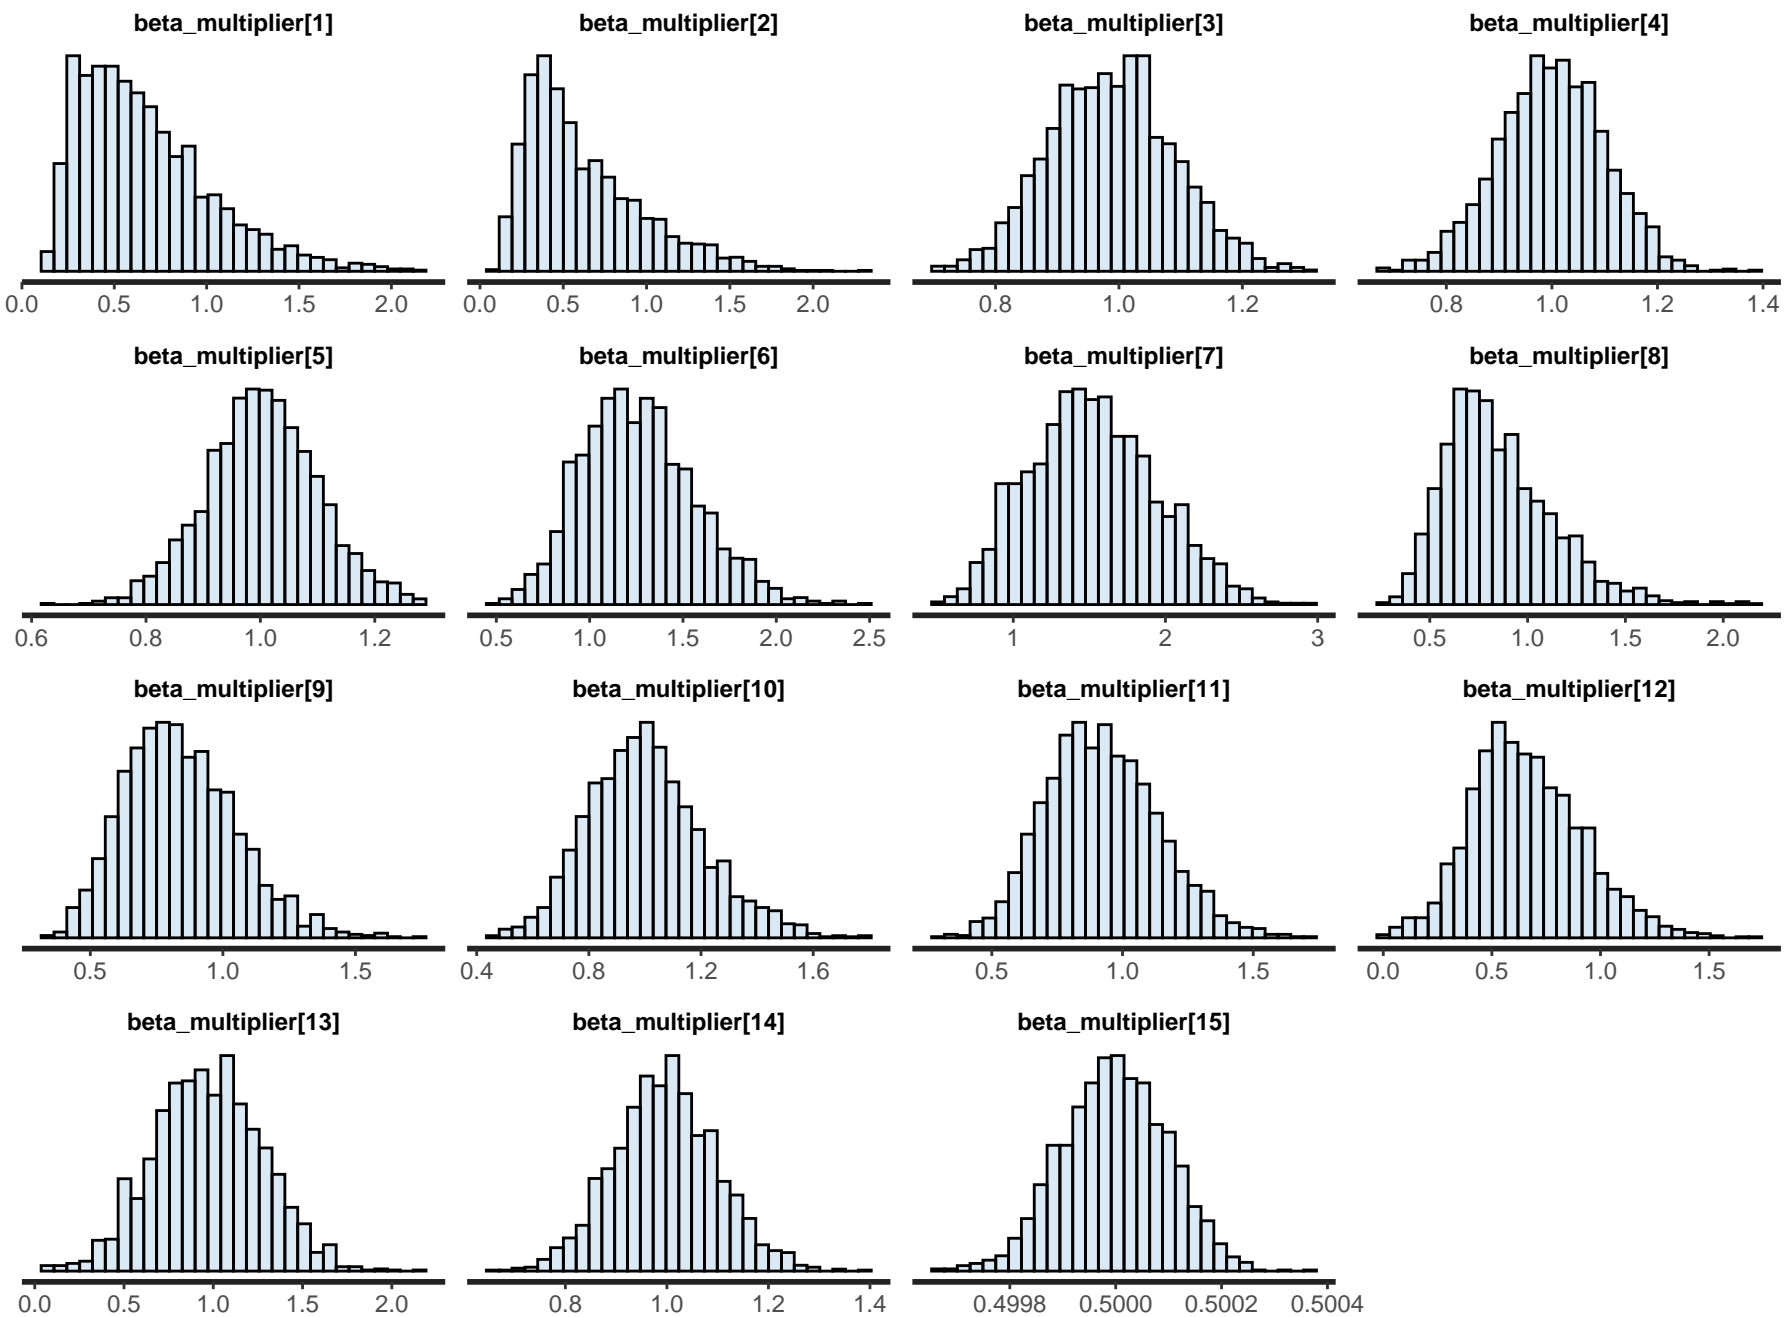 beta_multiplier[1] beta_multiplier[2] beta_multiplier[3] beta_multiplier[4]
0.0 0.5 1.0 1.5 2.0 0.0 0.5 1.0 1.5 2.0 0.8 1.0 1.2 0.8 1.0 1.2 1.4
beta_multiplier[5] beta_multiplier[6] beta_multiplier[7] beta_multiplier[8]
0.6 0.8 1.0 1.2 0.5 1.0 1.5 2.0 2.5 1 2 3 0.5 1.0 1.5 2.0
beta_multiplier[9] beta_multiplier[10] beta_multiplier[11] beta_multiplier[12]
0.5 1.0 1.5 0.4 0.8 1.2 1.6 0.5 1.0 1.5 0.0 0.5 1.0 1.5
beta_multiplier[13] beta_multiplier[14] beta_multiplier[15]
0.0 0.5 1.0 1.5 2.0 0.8 1.0 1.2 1.4 0.4998 0.5000 0.5002 0.5004